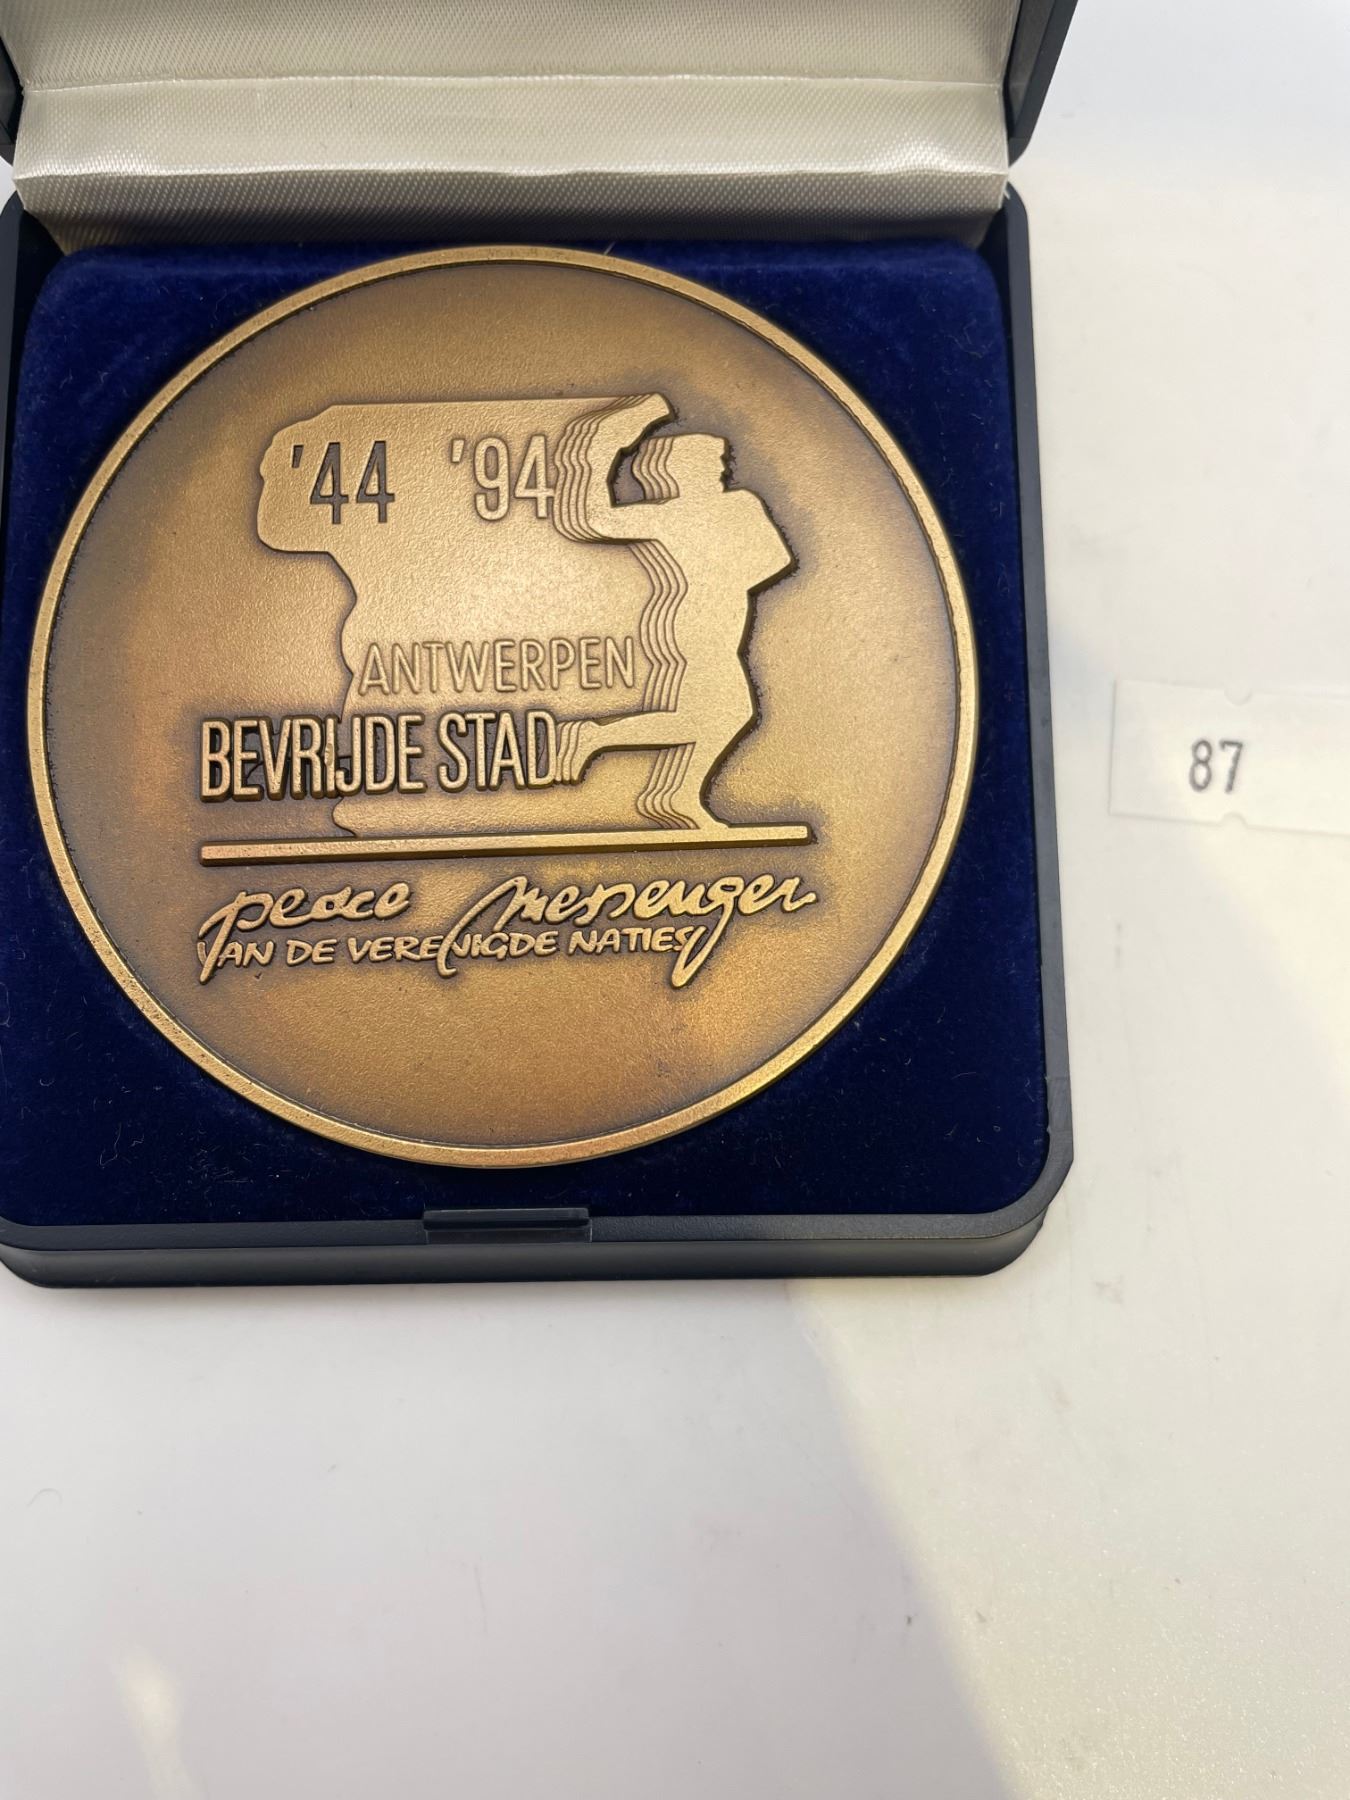 '44 '94
ANTWERPEN
BEVRIJDE STAD
peace messenger
VAN DE VERENIGDE NATIES
87